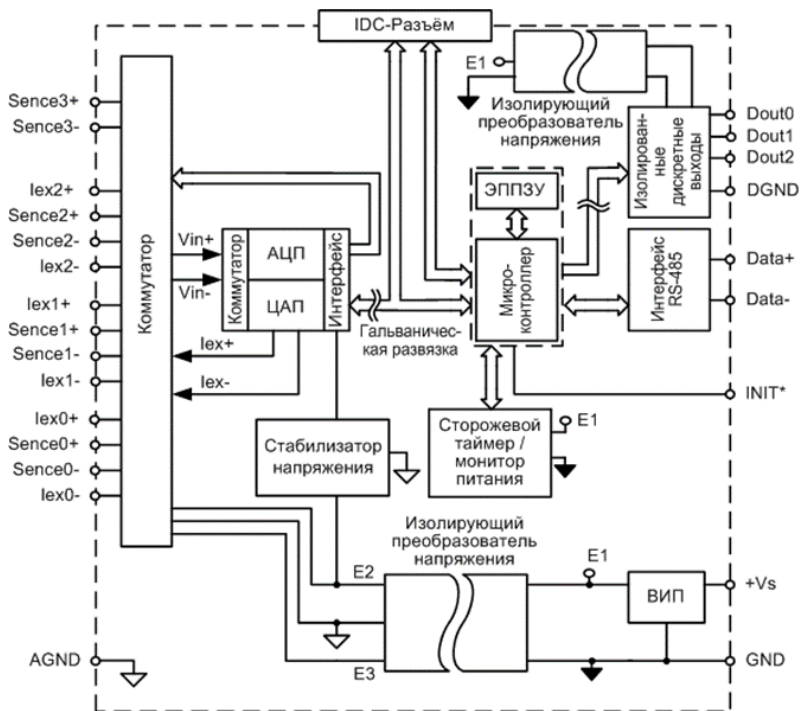 IDC-Разъём
E1
Изолирующий
преобразователь
напряжения
Sence3+
Sence3-
Iex2+
Sence2+
Sence2-
Iex2-
Iex1+
Sence1+
Sence1-
Iex1-
Iex0+
Sence0+
Sence0-
Iex0-
AGND
Коммутатор
Vin+
Vin-
Iex+
Iex-
Коммутатор
АЦП
ЦАП
Интерфейс
Гальваничес-
кая развязка
ЭППЗУ
Микро-
контроллер
Изолирован-
ные
дискретные
выходы
Dout0
Dout1
Dout2
DGND
Интерфейс
RS-485
Data+
Data-
INIT*
Стабилизатор
напряжения
Сторожевой
таймер /
монитор
питания
E1
Изолирующий
преобразователь
напряжения
E2
E3
E1
ВИП
+Vs
GND